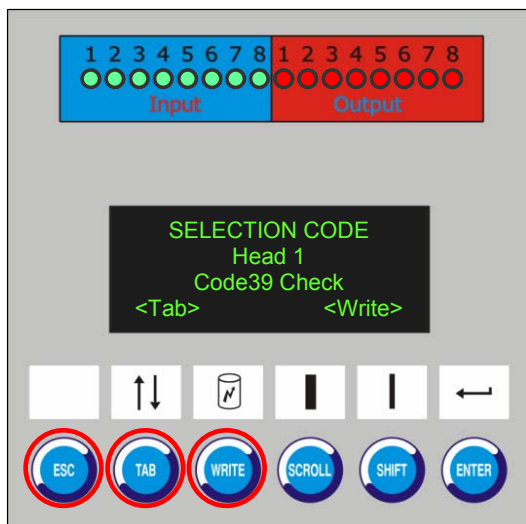 1 2 3 4 5 6 7 8 1 2 3 4 5 6 7 8
Input Output
SELECTION CODE
Head 1
Code39 Check
<Tab> <Write>
ESC TAB WRITE SCROLL SHIFT ENTER